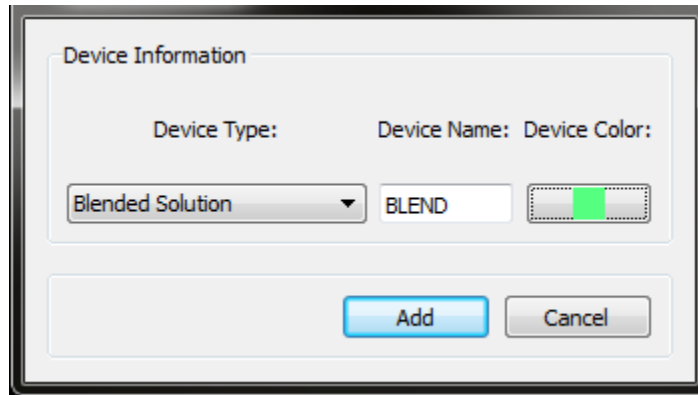 Device Information
Device Type: Device Name: Device Color:
Blended Solution BLEND
Add Cancel